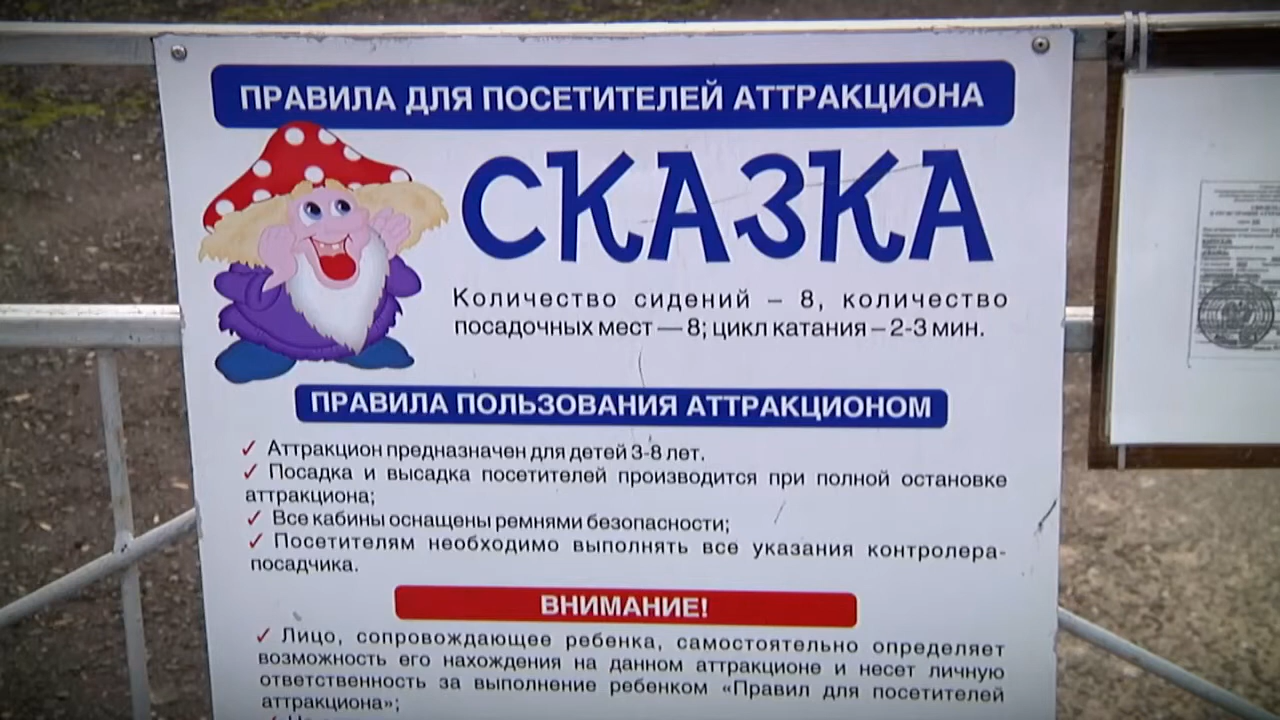 ПРАВИЛА ДЛЯ ПОСЕТИТЕЛЕЙ АТТРАКЦИОНА
СКАЗКА
Количество сидений – 8, количество
посадочных мест — 8; цикл катания – 2-3 мин.
ПРАВИЛА ПОЛЬЗОВАНИЯ АТТРАКЦИОНОМ
✓ Аттракцион предназначен для детей 3-8 лет.
✓ Посадка и высадка посетителей производится при полной остановке
аттракциона;
✓ Все кабины оснащены ремнями безопасности;
✓ Посетителям необходимо выполнять все указания контролера-
посадчика.
ВНИМАНИЕ!
✓ Лицо, сопровождающее ребенка, самостоятельно определяет
возможность его нахождения на данном аттракционе и несет личную
ответственность за выполнение ребенком «Правил для посетителей
аттракциона»;